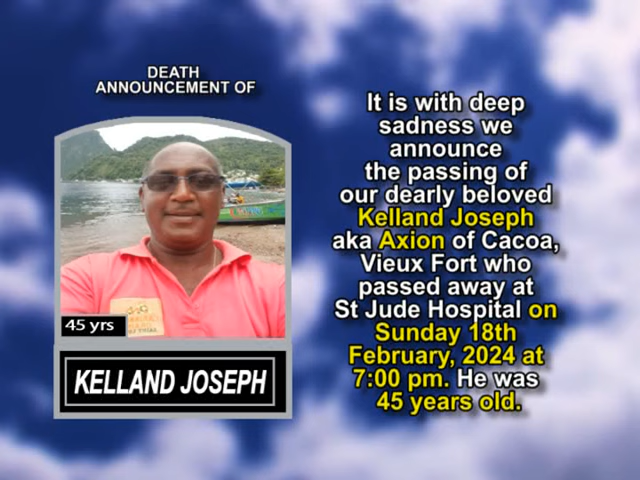 DEATH
ANNOUNCEMENT OF
45 yrs
KELLAND JOSEPH
It is with deep
sadness we
announce
the passing of
our dearly beloved
Kelland Joseph
aka Axion of Cacoa,
Vieux Fort who
passed away at
St Jude Hospital on
Sunday 18th
February, 2024 at
7:00 pm. He was
45 years old.